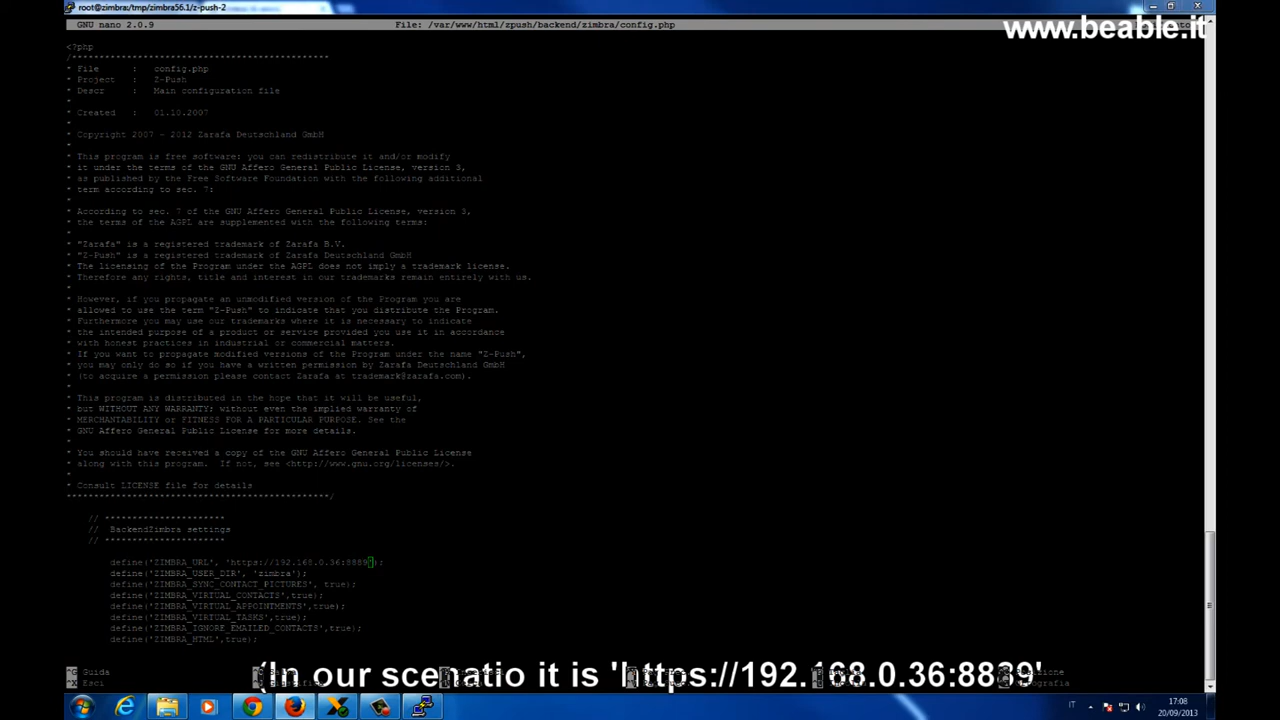 root@zimbra:/tmp/zimbra56.1/z-push-2
GNU nano 2.0.9 File: /var/www/html/zpush/backend/zimbra/config.php
www.beable.it
<?php
/***********************************************
* File : config.php
* Project : Z-Push
* Descr : Main configuration file
*
* Created : 01.10.2007
*
* Copyright 2007 - 2012 Zarafa Deutschland GmbH
*
* This program is free software: you can redistribute it and/or modify
* it under the terms of the GNU Affero General Public License, version 3,
* as published by the Free Software Foundation with the following additional
* term according to sec. 7:
*
* According to sec. 7 of the GNU Affero General Public License, version 3,
* the terms of the AGPL are supplemented with the following terms:
*
* "Zarafa" is a registered trademark of Zarafa B.V.
* "Z-Push" is a registered trademark of Zarafa Deutschland GmbH
* The licensing of the Program under the AGPL does not imply a trademark license.
* Therefore any rights, title and interest in our trademarks remain entirely with us.
*
* However, if you propagate an unmodified version of the Program you are
* allowed to use the term "Z-Push" to indicate that you distribute the Program.
* Furthermore you may use our trademarks where it is necessary to indicate
* the intended purpose of a product or service provided you use it in accordance
* with honest practices in industrial or commercial matters.
* If you want to propagate modified versions of the Program under the name "Z-Push",
* you may only do so if you have a written permission by Zarafa Deutschland GmbH
* (to acquire a permission please contact Zarafa at trademark@zarafa.com).
*
* This program is distributed in the hope that it will be useful,
* but WITHOUT ANY WARRANTY; without even the implied warranty of
* MERCHANTABILITY or FITNESS FOR A PARTICULAR PURPOSE. See the
* GNU Affero General Public License for more details.
*
* You should have received a copy of the GNU Affero General Public License
* along with this program. If not, see <http://www.gnu.org/licenses/>.
*
* Consult LICENSE file for details
************************************************/
// **********************
// BackendZimbra settings
// **********************
define('ZIMBRA_URL', 'https://192.168.0.36:8889');
define('ZIMBRA_USER_DIR', 'zimbra');
define('ZIMBRA_SYNC_CONTACT_PICTURES', true);
define('ZIMBRA_VIRTUAL_CONTACTS',true);
define('ZIMBRA_VIRTUAL_APPOINTMENTS',true);
define('ZIMBRA_VIRTUAL_TASKS',true);
define('ZIMBRA_IGNORE_EMAILED_CONTACTS',true);
define('ZIMBRA_HTML',true);
^G Guida
^X Esci
(In our scenatio it is 'https://192.168.0.36:8889'
IT
17:08
20/09/2013